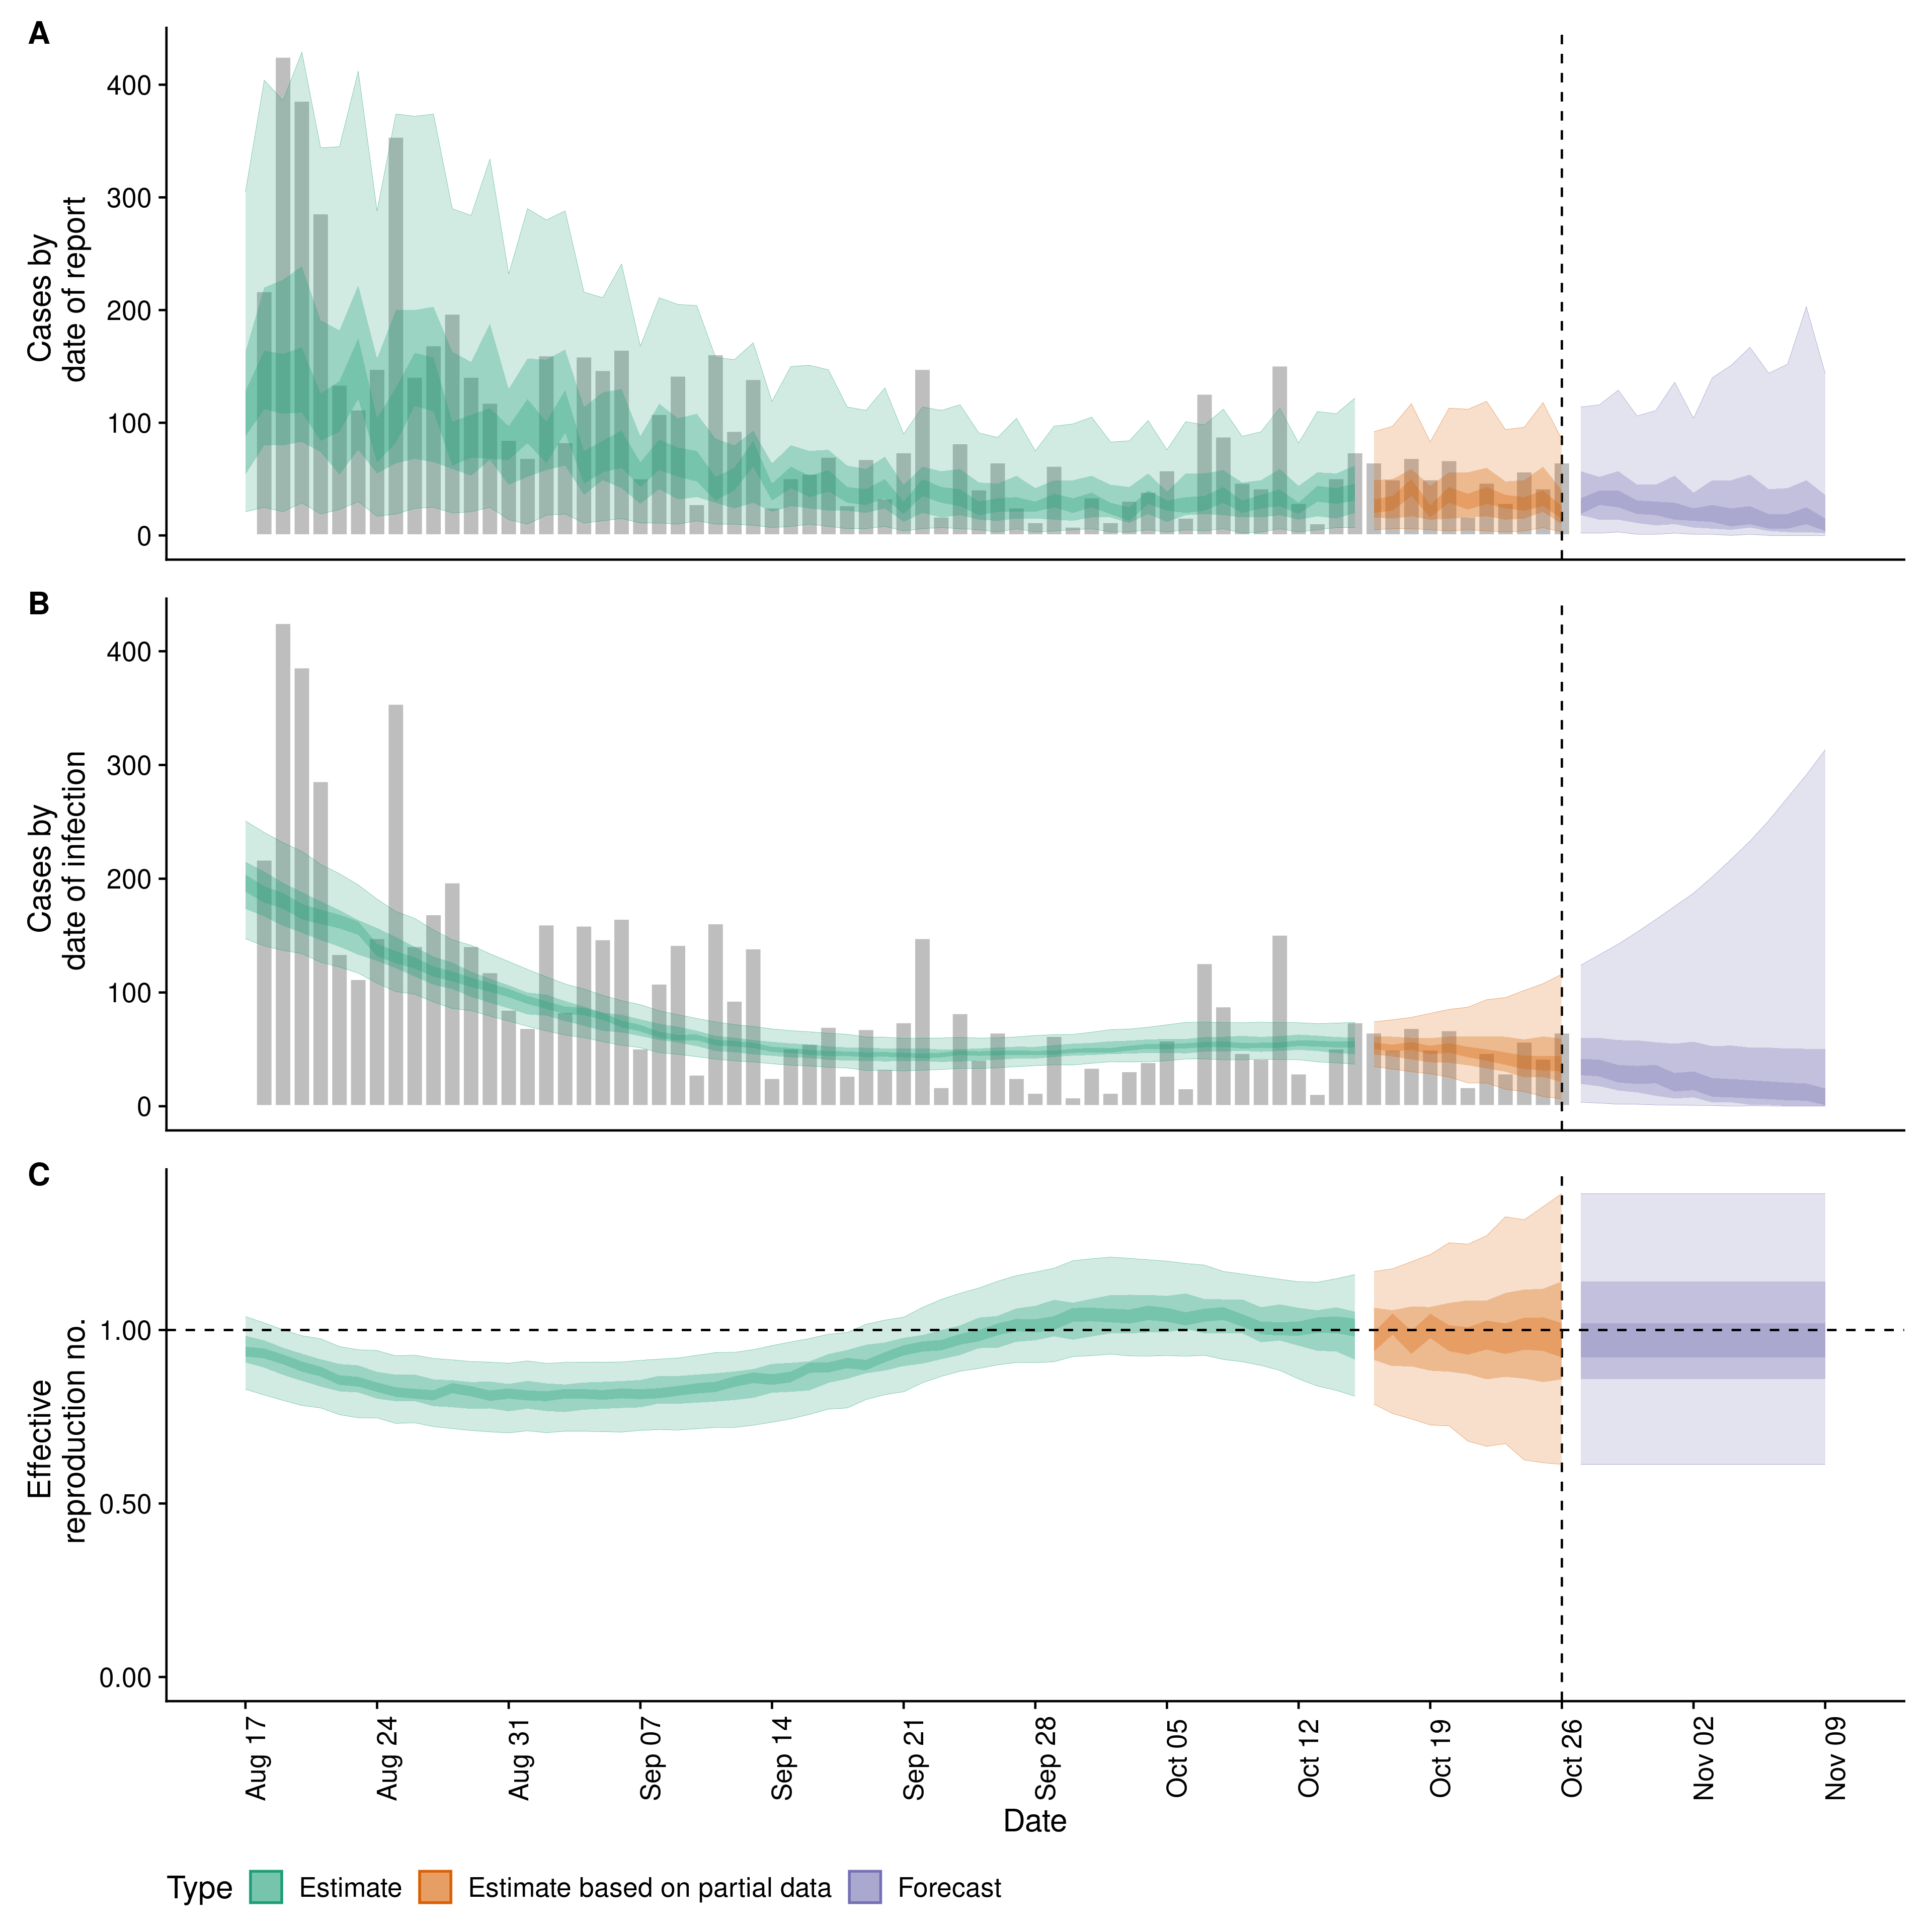 A
400
300
200
100
0
Cases by
date of report
B
400
300
200
100
0
Cases by
date of infection
C
1.00
0.50
0.00
Effective
reproduction no.
Aug 17
Aug 24
Aug 31
Sep 07
Sep 14
Sep 21
Sep 28
Oct 05
Oct 12
Oct 19
Oct 26
Nov 02
Nov 09
Date
Type Estimate Estimate based on partial data Forecast